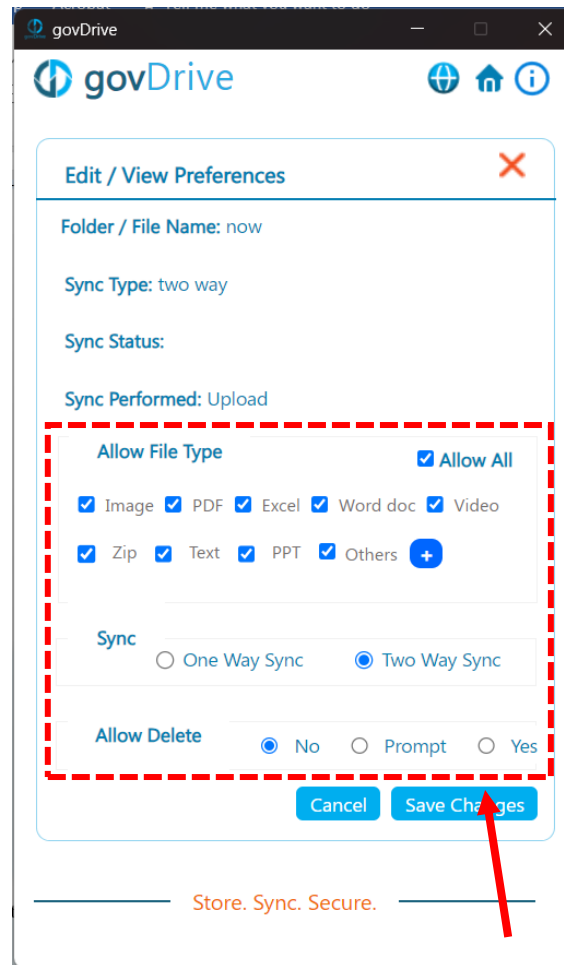 govDrive
govDrive
Edit / View Preferences
Folder / File Name: now
Sync Type: two way
Sync Status:
Sync Performed: Upload
Allow File Type
Allow All
Image PDF Excel Word doc Video
Zip Text PPT Others +
Sync
One Way Sync Two Way Sync
Allow Delete
No Prompt Yes
Cancel Save Changes
Store. Sync. Secure.